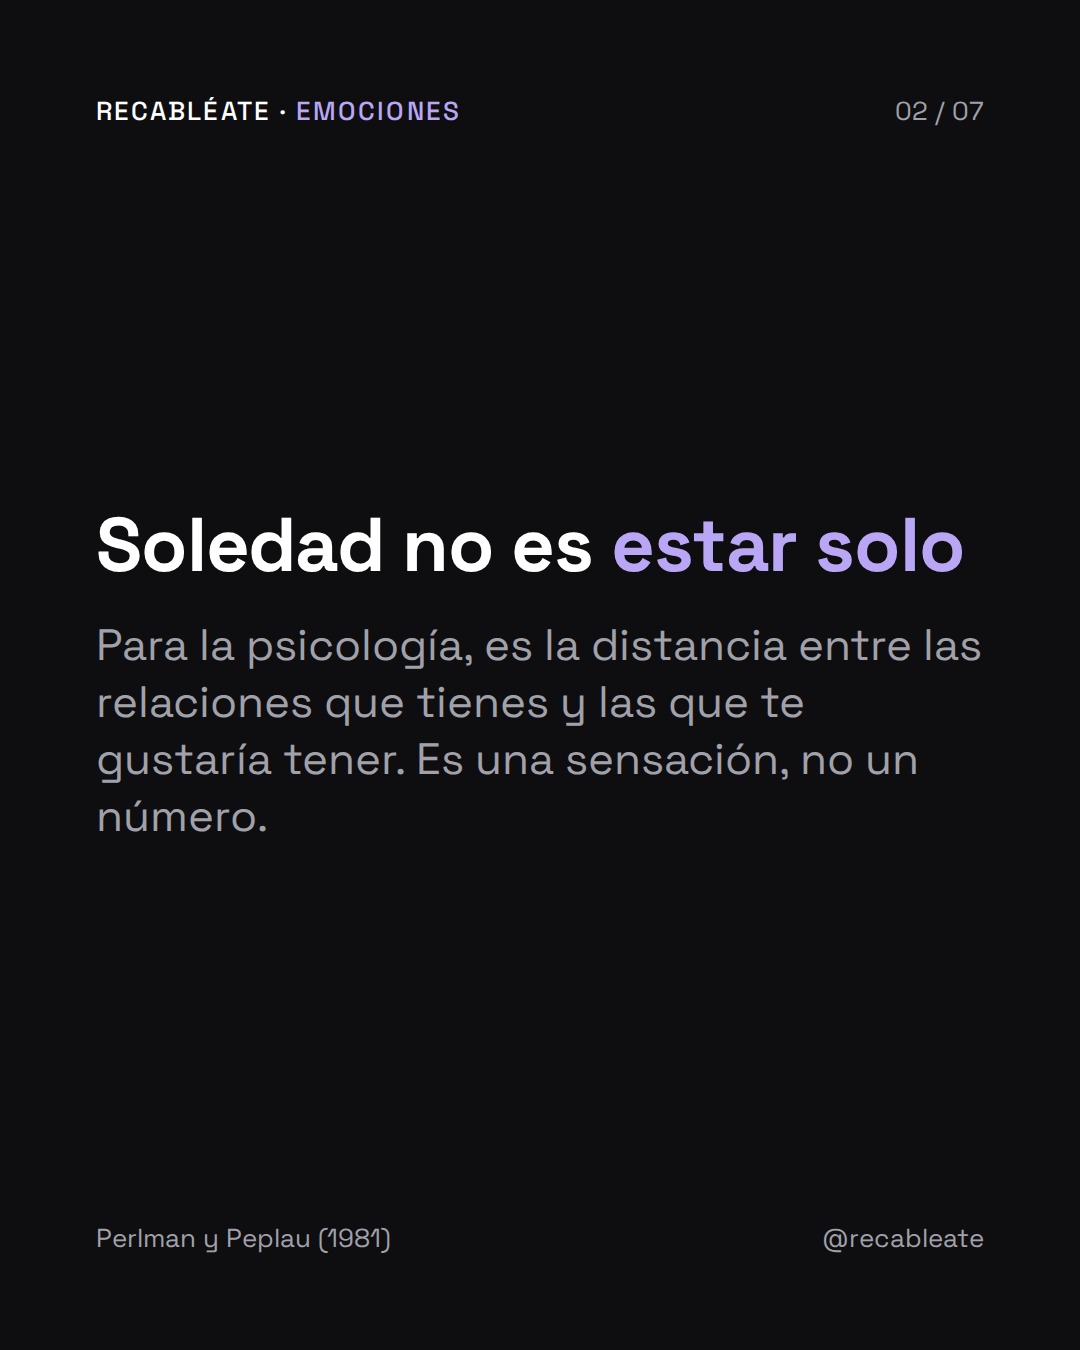 RECABLÉATE · EMOCIONES
02 / 07
Soledad no es estar solo
Para la psicología, es la distancia entre las
relaciones que tienes y las que te
gustaría tener. Es una sensación, no un
número.
Perlman y Peplau (1981)
@recableate